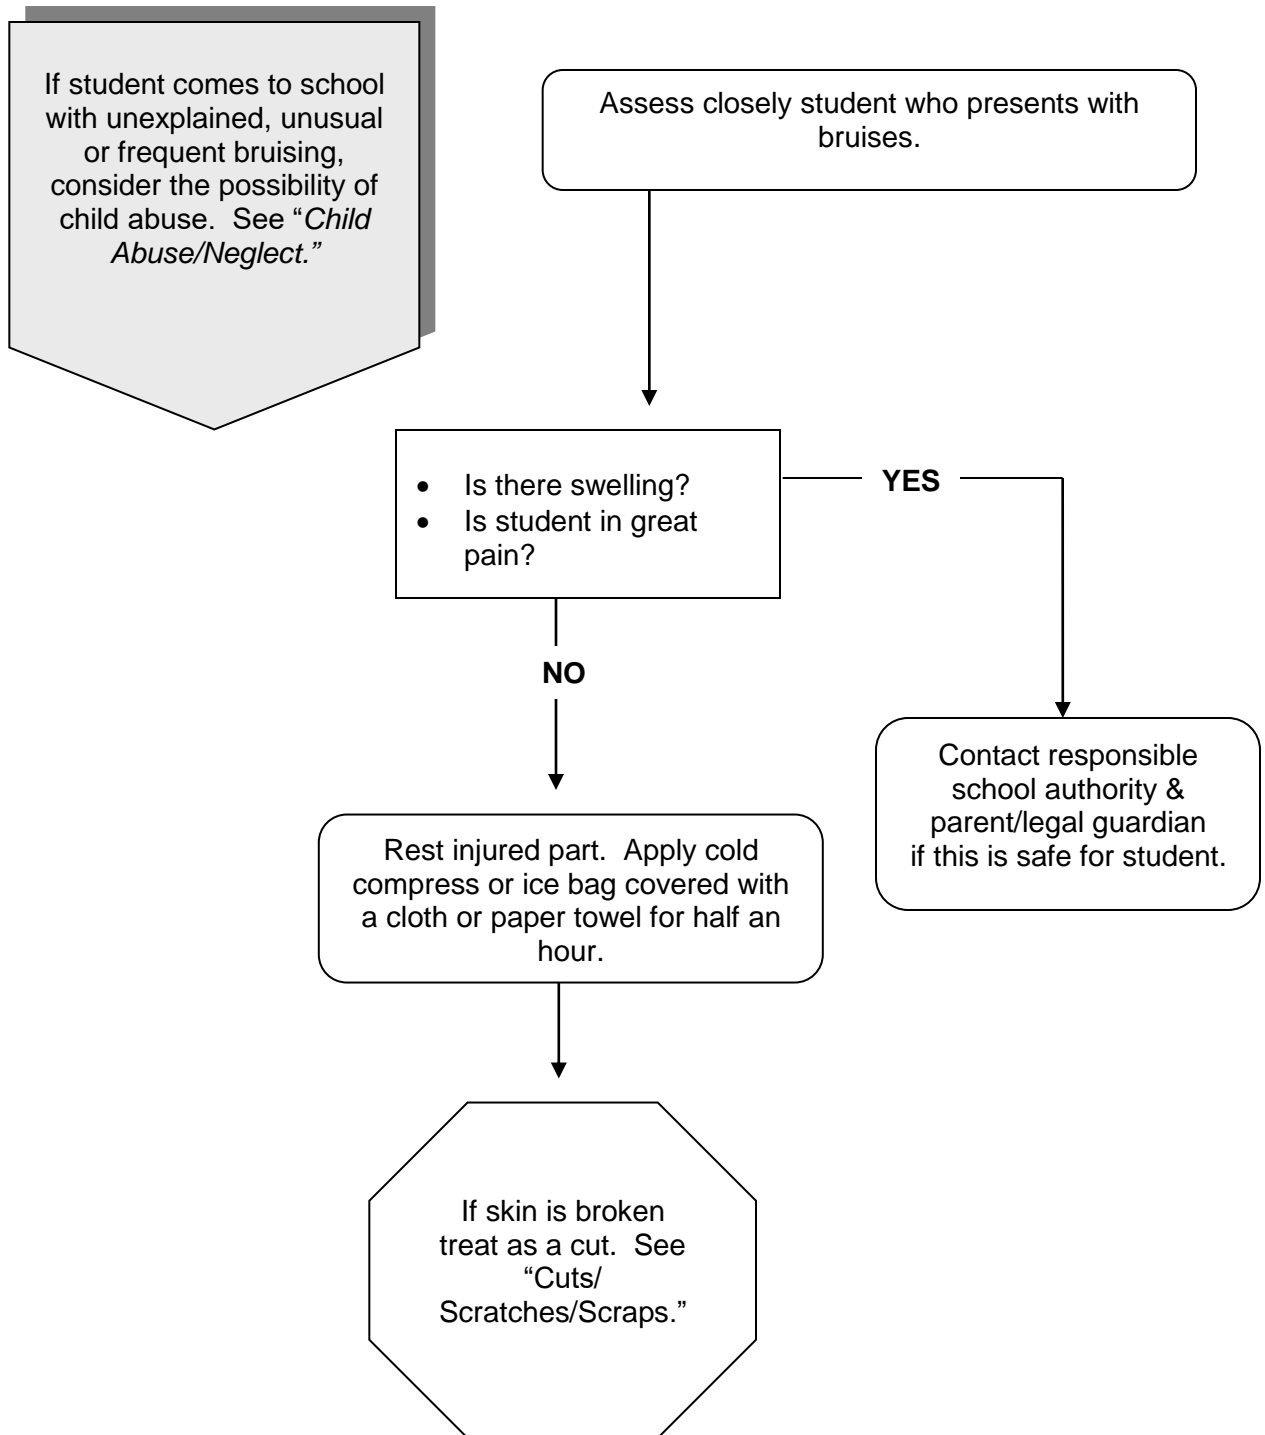 If student comes to school
with unexplained, unusual
or frequent bruising,
consider the possibility of
child abuse.  See “Child
Abuse/Neglect.”
Assess closely student who presents with
bruises.
• Is there swelling?
• Is student in great
pain?
YES
NO
Contact responsible
school authority &
parent/legal guardian
if this is safe for student.
Rest injured part.  Apply cold
compress or ice bag covered with
a cloth or paper towel for half an
hour.
If skin is broken
treat as a cut.  See
“Cuts/
Scratches/Scraps.”